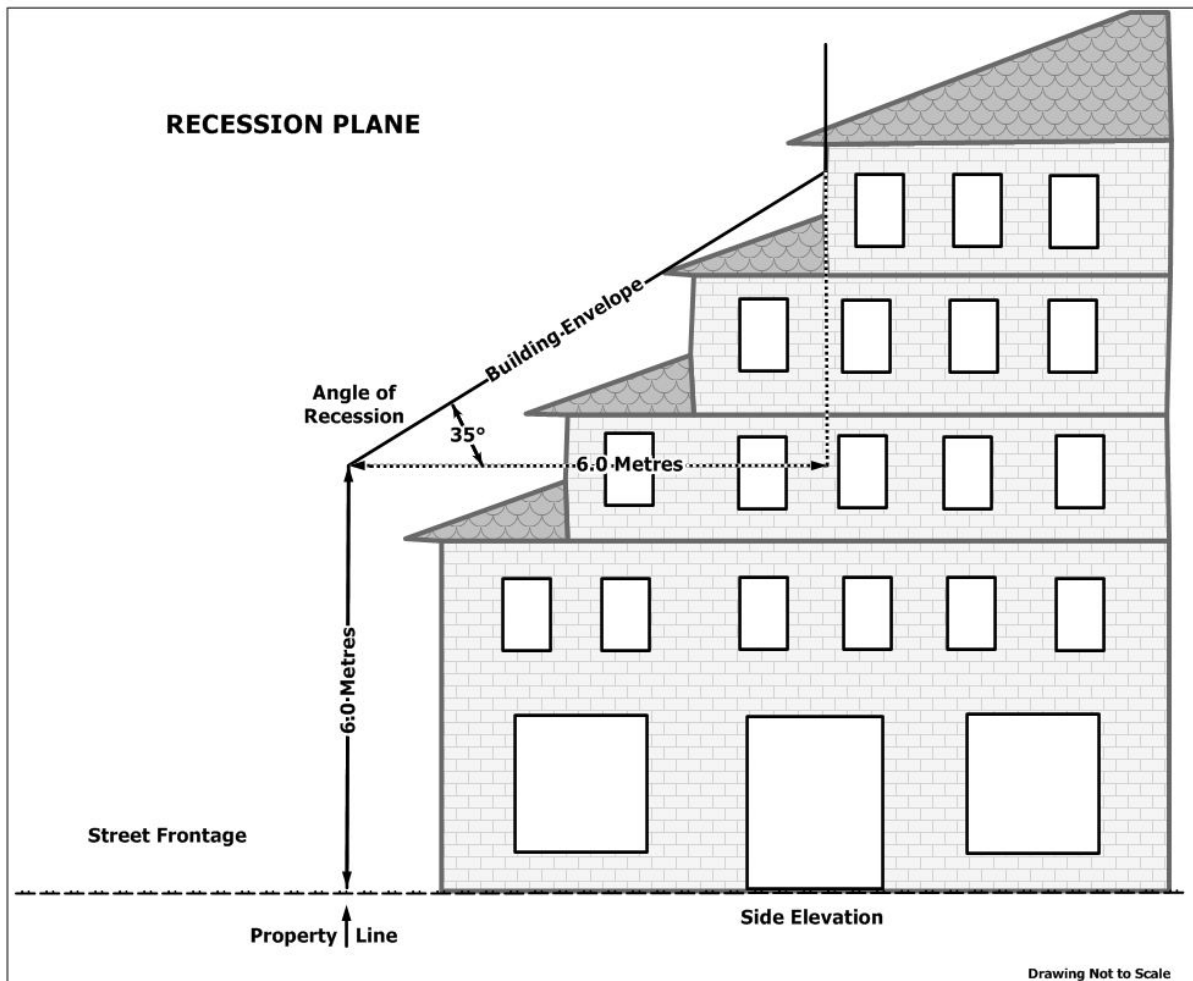 RECESSION PLANE
Building Envelope
Angle of
Recession
35°
6.0 Metres
6.0 Metres
Street Frontage
Side Elevation
Property Line
Drawing Not to Scale